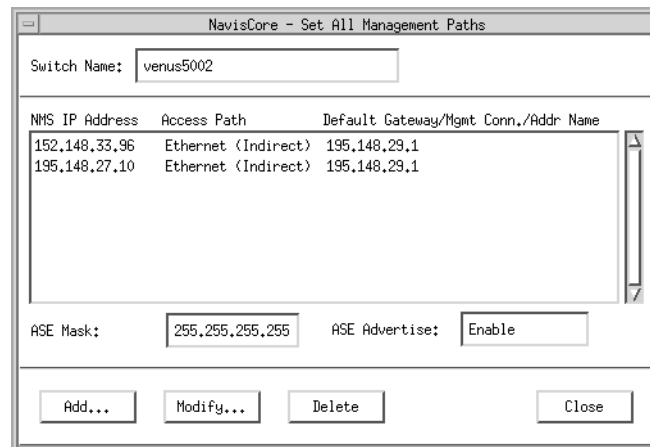 NavisCore - Set All Management Paths
Switch Name: venus5002
NMS IP Address Access Path Default Gateway/Mgmt Conn./Addr Name
152.148.33.96 Ethernet (Indirect) 195.148.29.1
195.148.27.10 Ethernet (Indirect) 195.148.29.1
ASE Mask: 255.255.255.255 ASE Advertise: Enable
Add... Modify... Delete Close